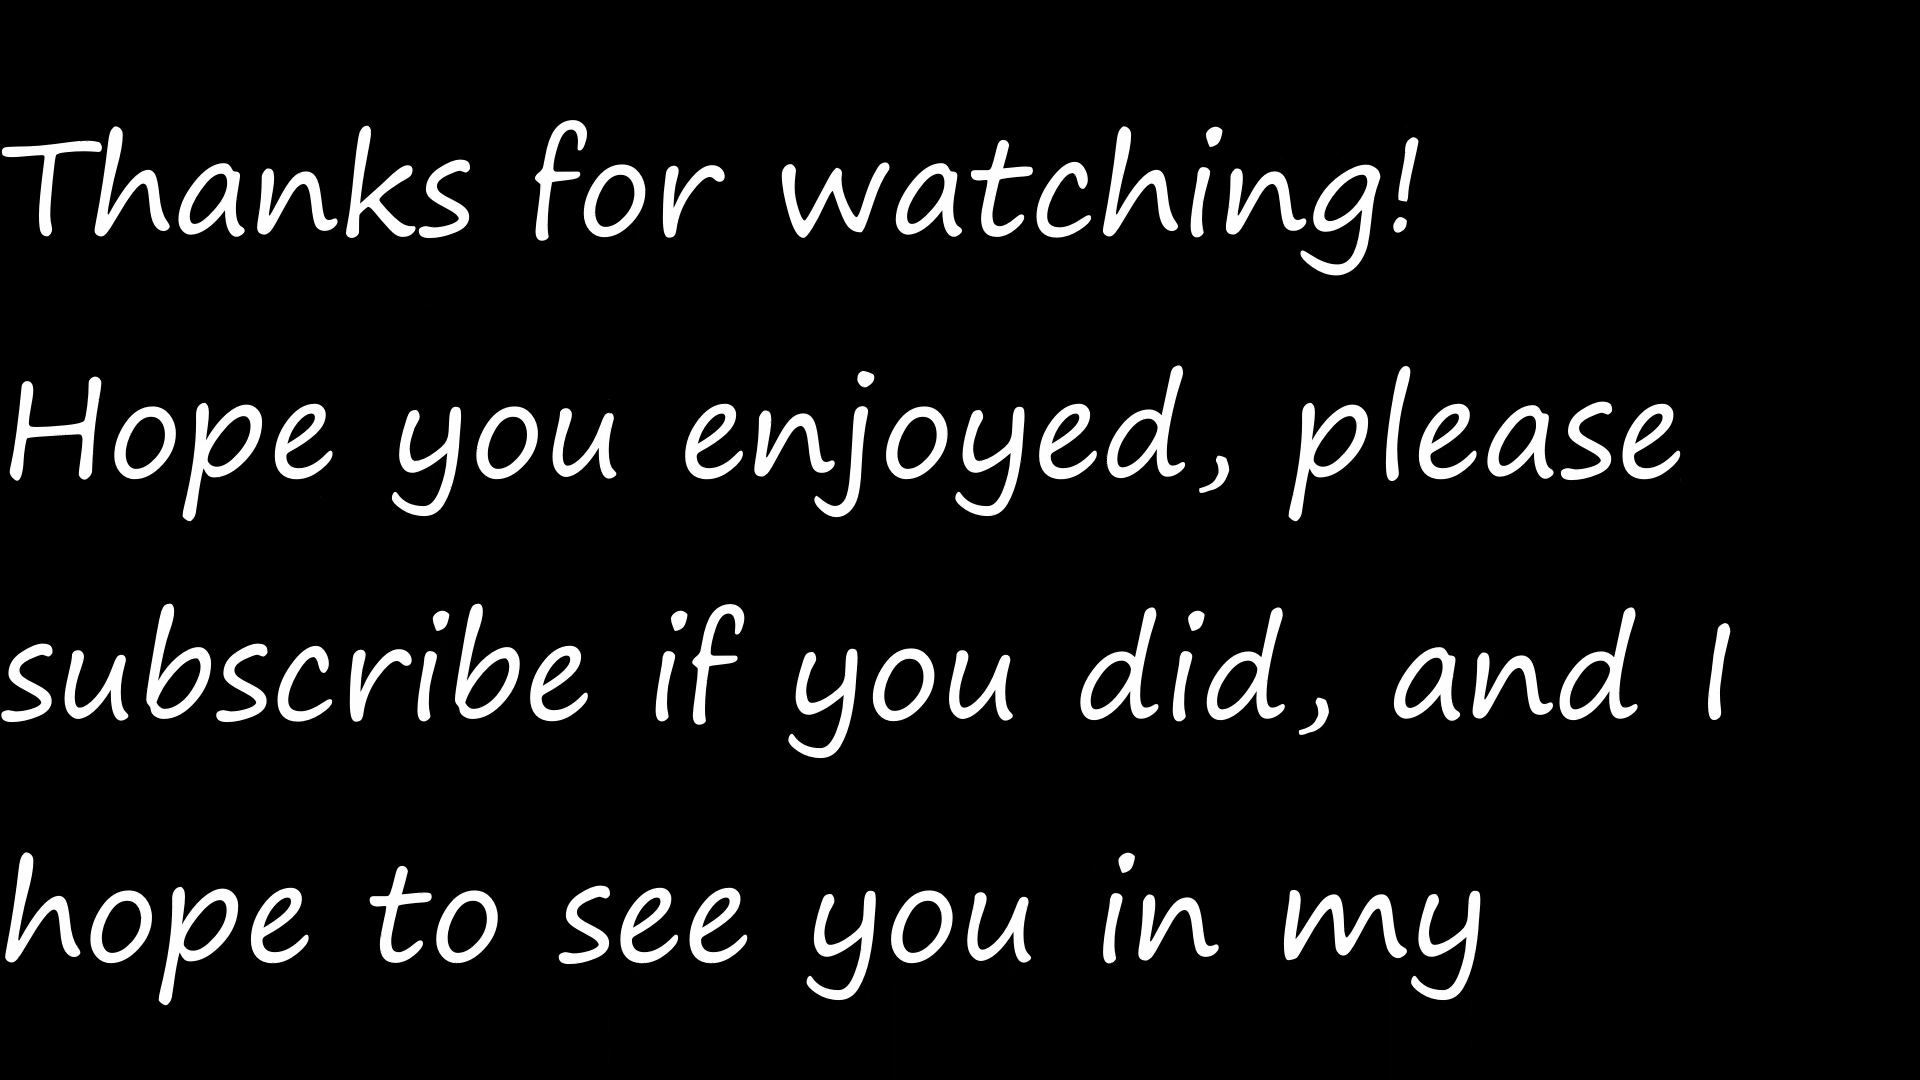 Thanks for watching!
Hope you enjoyed, please
subscribe if you did, and I
hope to see you in my